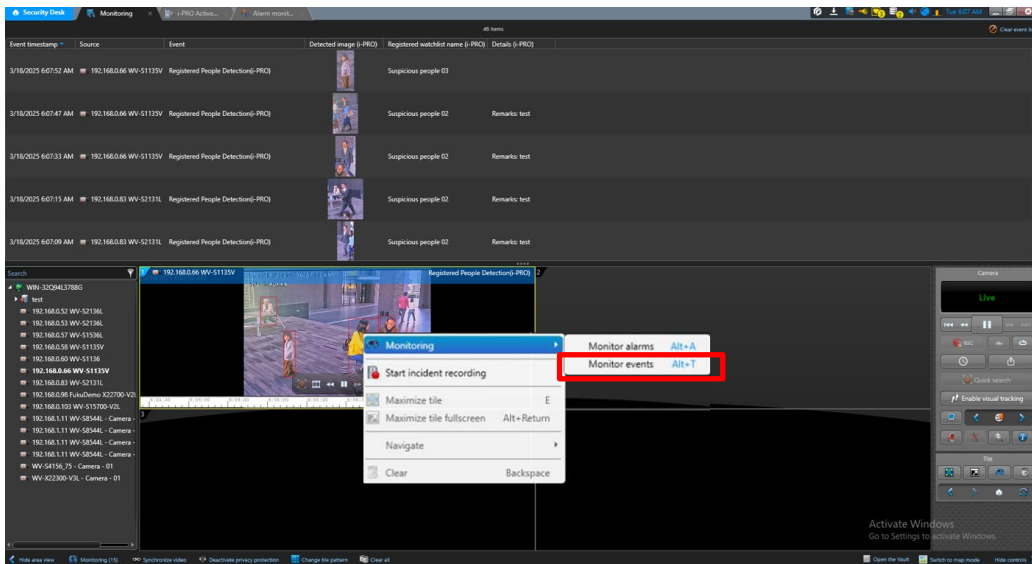 Security Desk
Monitoring
i-PRO Active...
Alarm monit...
Tue 6:07 AM
46 items
Clear event list
Event timestamp Source Event Detected image (i-PRO) Registered watchlist name (i-PRO) Details (i-PRO)
3/18/2025 6:07:52 AM 192.168.0.66 WV-S1135V Registered People Detection(i-PRO) Suspicious people 03
3/18/2025 6:07:47 AM 192.168.0.66 WV-S1135V Registered People Detection(i-PRO) Suspicious people 02 Remarks: test
3/18/2025 6:07:33 AM 192.168.0.66 WV-S1135V Registered People Detection(i-PRO) Suspicious people 02 Remarks: test
3/18/2025 6:07:15 AM 192.168.0.83 WV-S2131L Registered People Detection(i-PRO) Suspicious people 02 Remarks: test
3/18/2025 6:07:09 AM 192.168.0.83 WV-S2131L Registered People Detection(i-PRO) Suspicious people 02 Remarks: test
Search
WIN-32Q94L3788G
test
192.168.0.52 WV-S2136L
192.168.0.53 WV-S2136L
192.168.0.57 WV-S1536L
192.168.0.58 WV-S1135V
192.168.0.60 WV-S1136
192.168.0.66 WV-S1135V
192.168.0.83 WV-S2131L
192.168.0.98 FukuDemo X22700-V2L
192.168.0.103 WV-S15700-V2L
192.168.1.11 WV-S8544L - Camera -
192.168.1.11 WV-S8544L - Camera -
192.168.1.11 WV-S8544L - Camera -
192.168.1.11 WV-S8544L - Camera -
WV-S4156_75 - Camera - 01
WV-X22300-V3L - Camera - 01
1 192.168.0.66 WV-S1135V Registered People Detection(i-PRO)
2
3
Monitoring
Monitor alarms Alt+A
Monitor events Alt+T
Start incident recording
Maximize tile E
Maximize tile fullscreen Alt+Return
Navigate
Clear Backspace
Camera
Live
REC
Quick search
Enable visual tracking
Tile
Activate Windows
Go to Settings to activate Windows.
Hide area view
Monitoring (15)
Synchronize video
Deactivate privacy protection
Change tile pattern
Clear all
Open the Vault
Switch to map mode
Hide controls